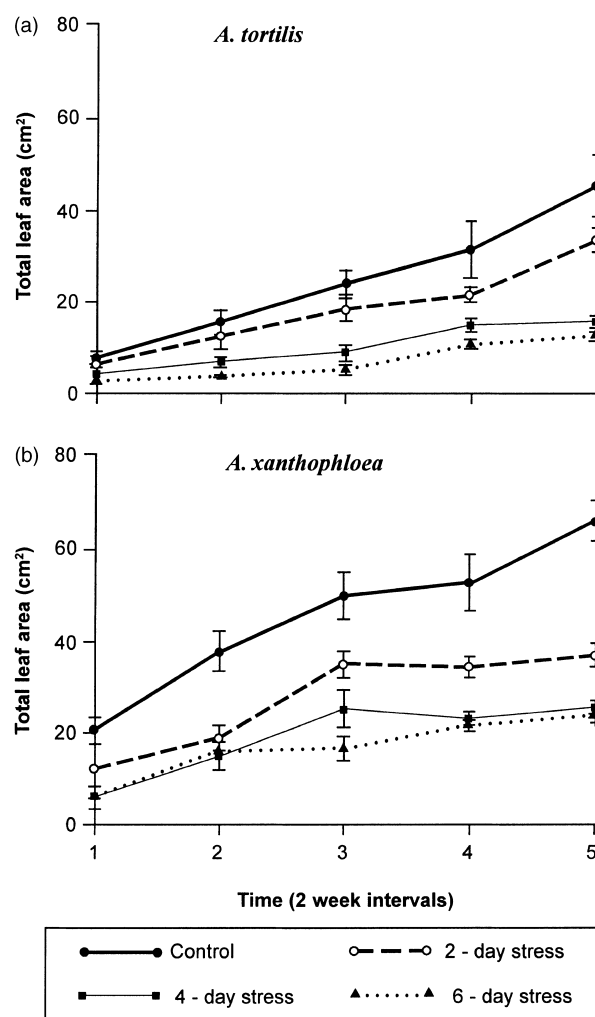 (a)
A. tortilis
Total leaf area (cm²)
80
60
40
20
0
(b)
A. xanthophloea
Total leaf area (cm²)
80
60
40
20
0
1 2 3 4 5
Time (2 week intervals)
Control
2 - day stress
4 - day stress
6 - day stress